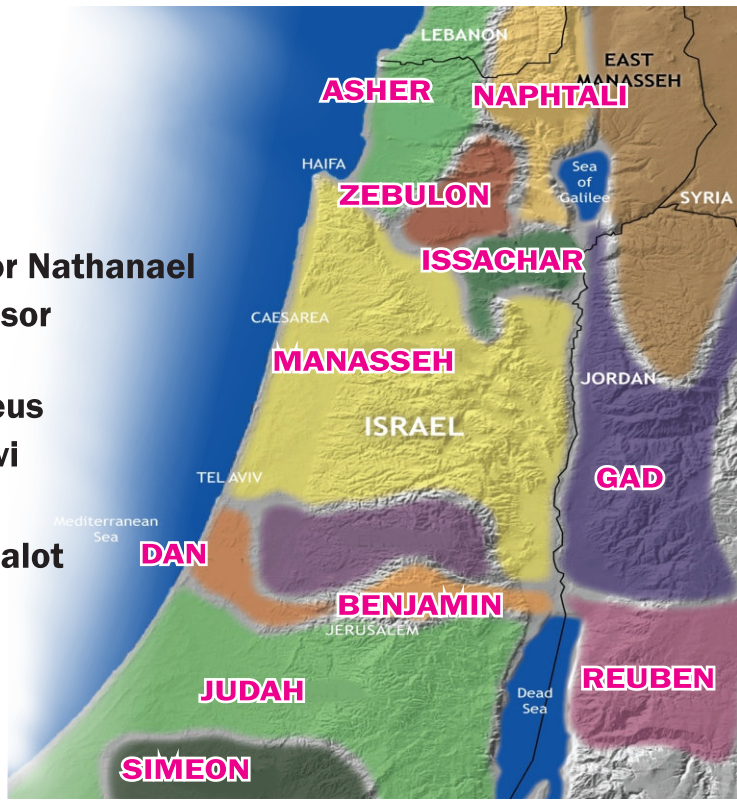 LEBANON
EAST
MANASSEH
ASHER
NAPHTALI
HAIFA
Sea
of
Galilee
ZEBULON
SYRIA
or Nathanael
ISSACHAR
sor
CAESAREA
MANASSEH
JORDAN
eus
ISRAEL
vi
TEL AVIV
GAD
Mediterranean
Sea
DAN
alot
BENJAMIN
JERUSALEM
REUBEN
JUDAH
Dead
Sea
SIMEON